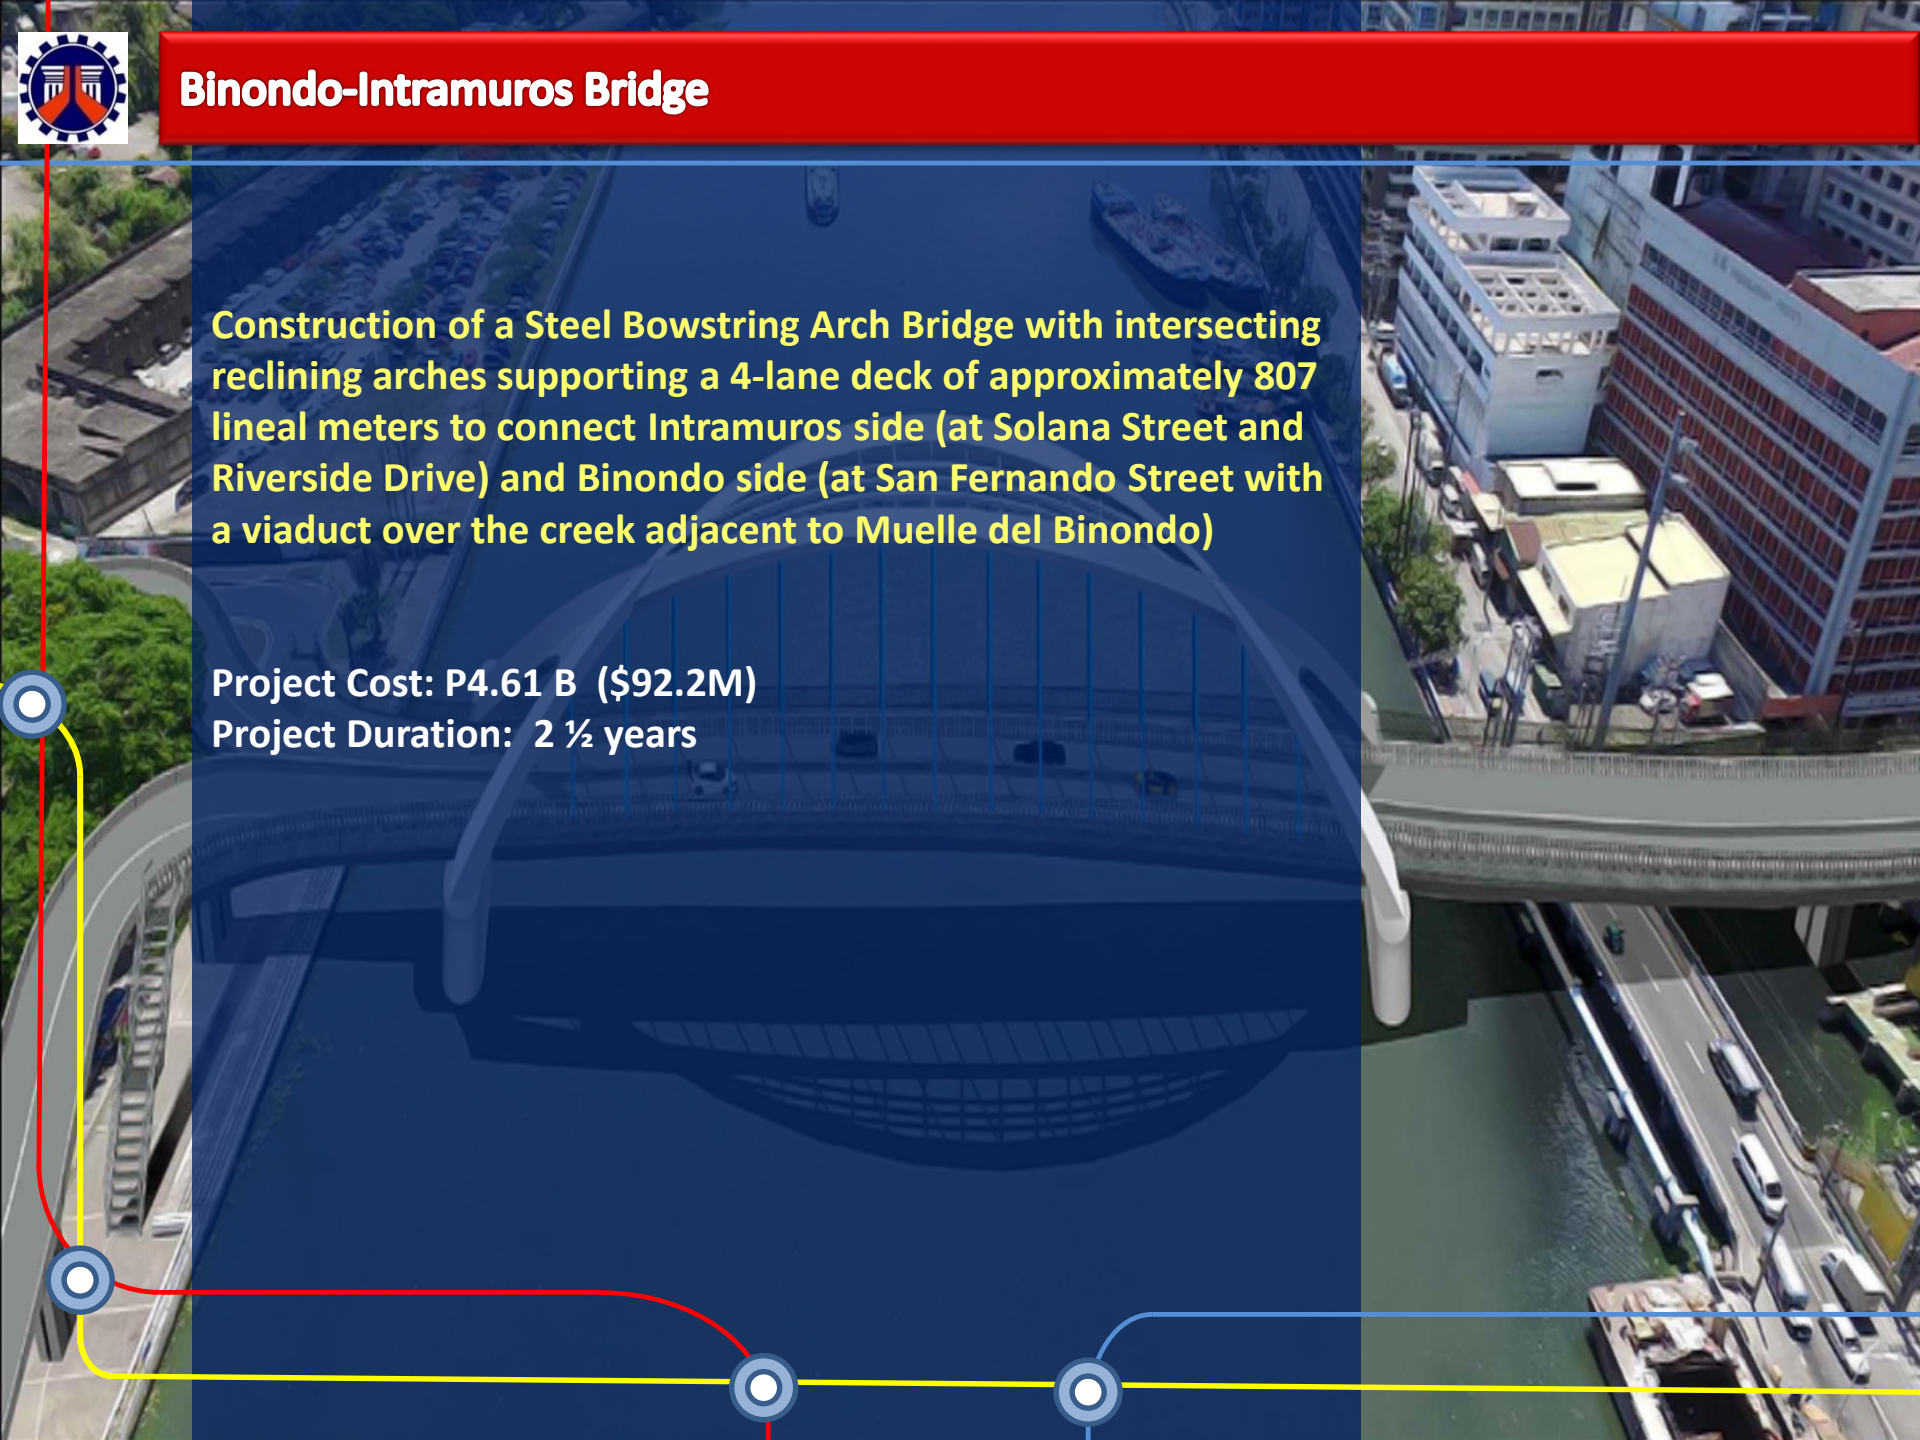 Binondo-Intramuros Bridge
Construction of a Steel Bowstring Arch Bridge with intersecting
reclining arches supporting a 4-lane deck of approximately 807
lineal meters to connect Intramuros side (at Solana Street and
Riverside Drive) and Binondo side (at San Fernando Street with
a viaduct over the creek adjacent to Muelle del Binondo)
Project Cost: P4.61 B  ($92.2M)
Project Duration:  2 ½ years